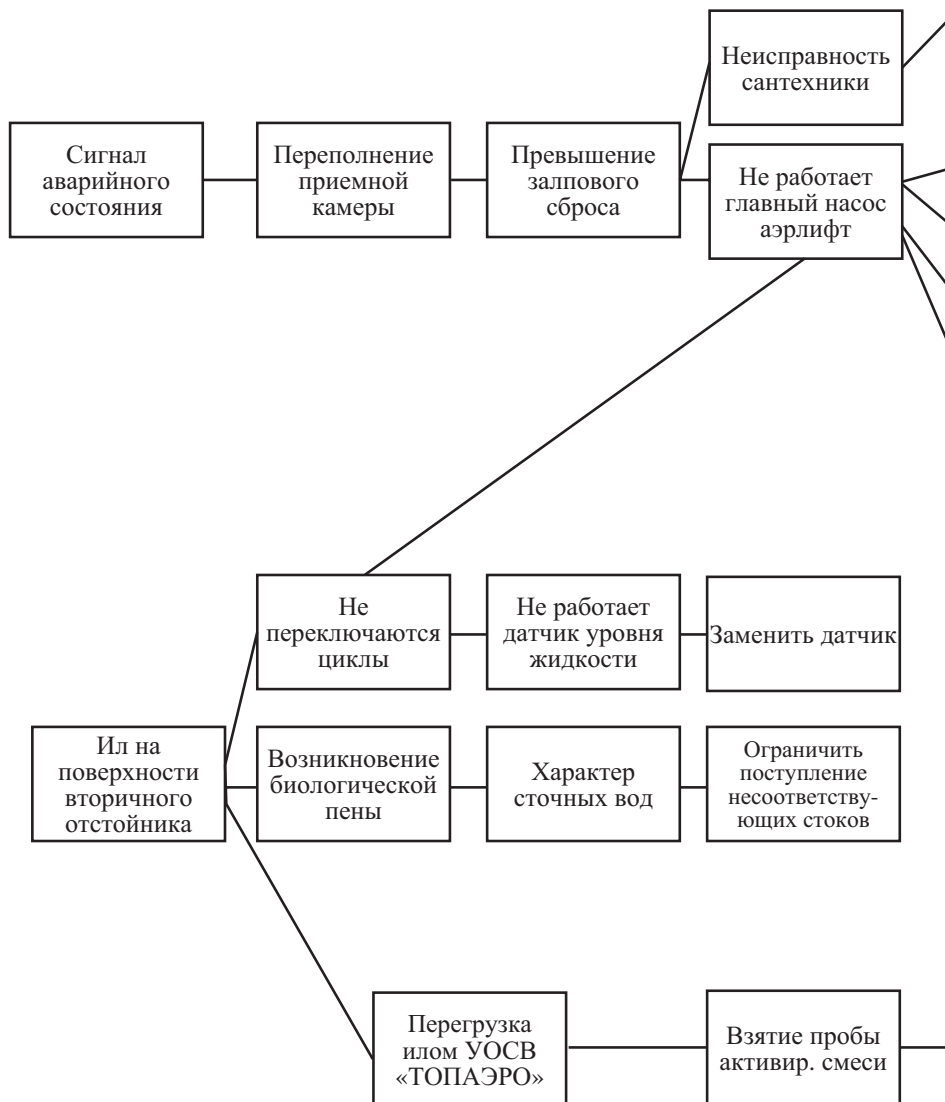 Неисправность
сантехники
Сигнал
аварийного
состояния
Переполнение
приемной
камеры
Превышение
залпового
сброса
Не работает
главный насос
аэрлифт
Не
переключаются
циклы
Не работает
датчик уровня
жидкости
Заменить датчик
Ил на
поверхности
вторичного
отстойника
Возникновение
биологической
пены
Характер
сточных вод
Ограничить
поступление
несоответству-
ющих стоков
Перегрузка
илом УОСВ
«ТОПАЭРО»
Взятие пробы
активир. смеси